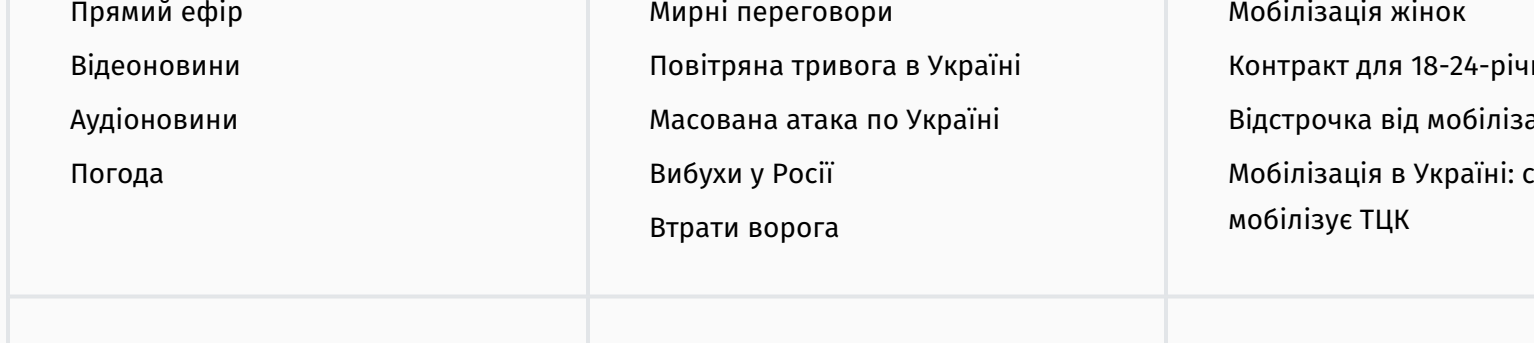 Прямий ефір
Відеоновини
Аудіоновини
Погода
Мирні переговори
Повітряна тривога в Україні
Масована атака по Україні
Вибухи у Росії
Втрати ворога
Мобілізація жінок
Контракт для
Відстрочка від
Мобілізація в Україні:
мобілізує ТЦК